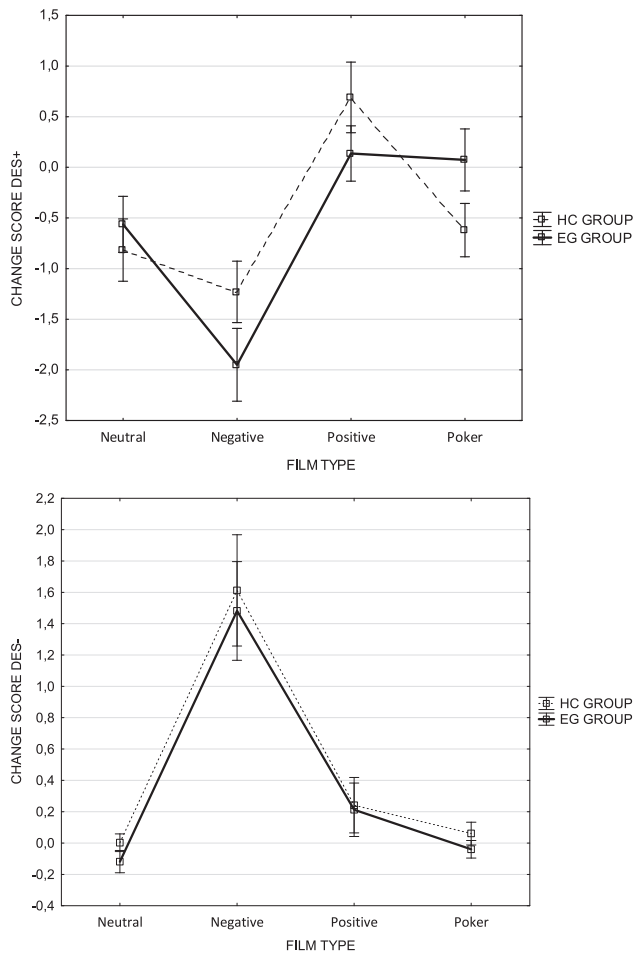 1,5
1,0
0,5
0,0
-0,5
-1,0
-1,5
-2,0
-2,5
CHANGE SCORE DES+
Neutral Negative Positive Poker
FILM TYPE
HC GROUP
EG GROUP
2,2
2,0
1,8
1,6
1,4
1,2
1,0
0,8
0,6
0,4
0,2
0,0
-0,2
-0,4
CHANGE SCORE DES-
Neutral Negative Positive Poker
FILM TYPE
HC GROUP
EG GROUP